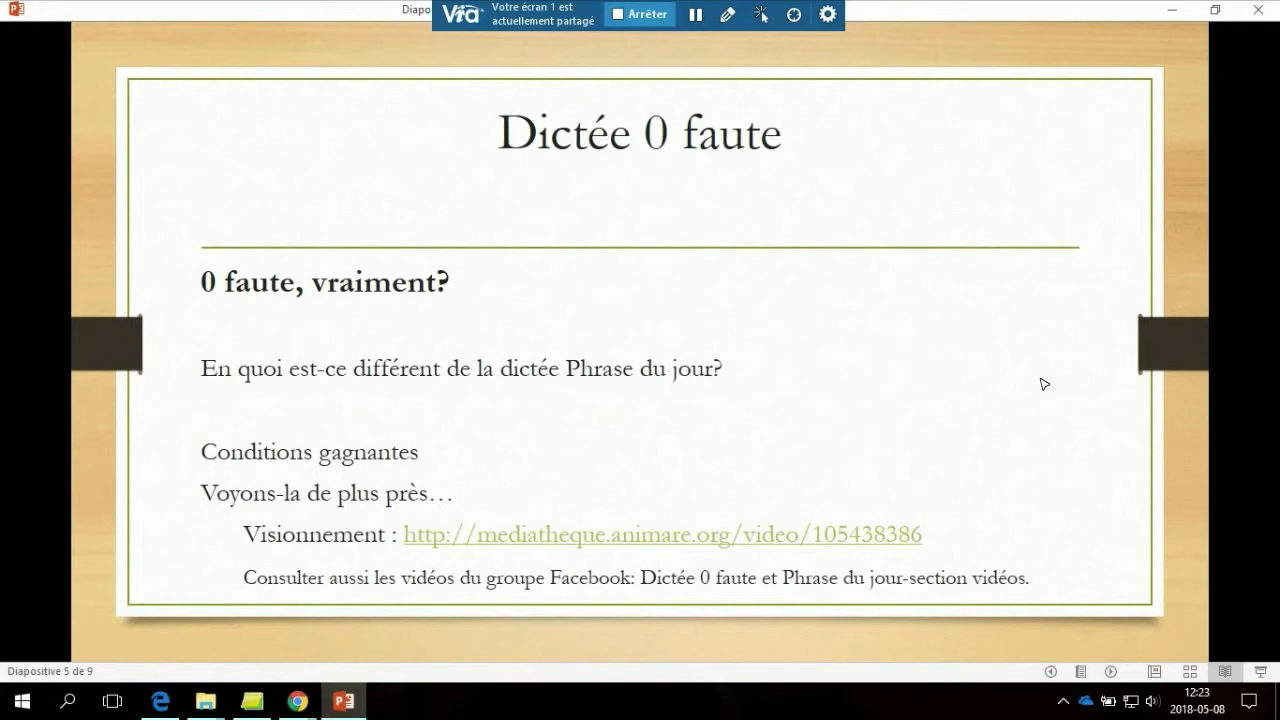 Diapo
Via
Votre écran 1 est
actuellement partagé
Arrêter
Dictée 0 faute
0 faute, vraiment?
En quoi est-ce différent de la dictée Phrase du jour?
Conditions gagnantes
Voyons-la de plus près…
Visionnement : http://mediatheque.animare.org/video/105438386
Consulter aussi les vidéos du groupe Facebook: Dictée 0 faute et Phrase du jour-section vidéos.
Diapositive 5 de 9
12:23
2018-05-08